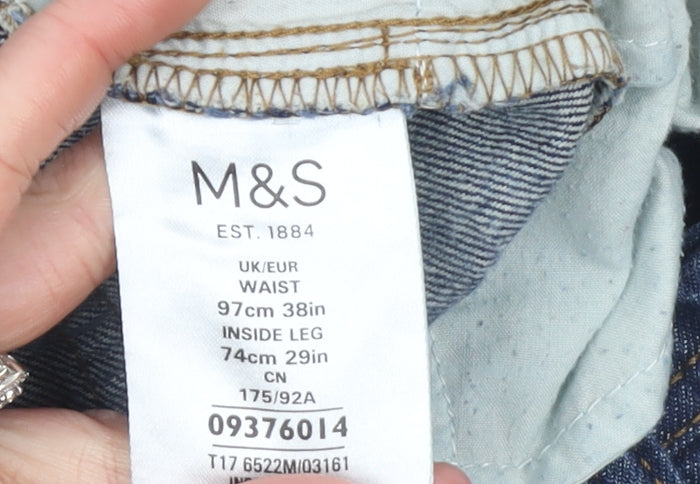 M&S
EST. 1884
UK/EUR
WAIST
97cm 38in
INSIDE LEG
74cm 29in
CN
175/92A
09376014
T17 6522M/03161